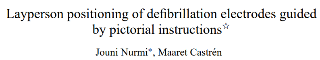 Layperson positioning of defibrillation electrodes guided
by pictorial instructions☆
Jouni Nurmi*, Maaret Castrén